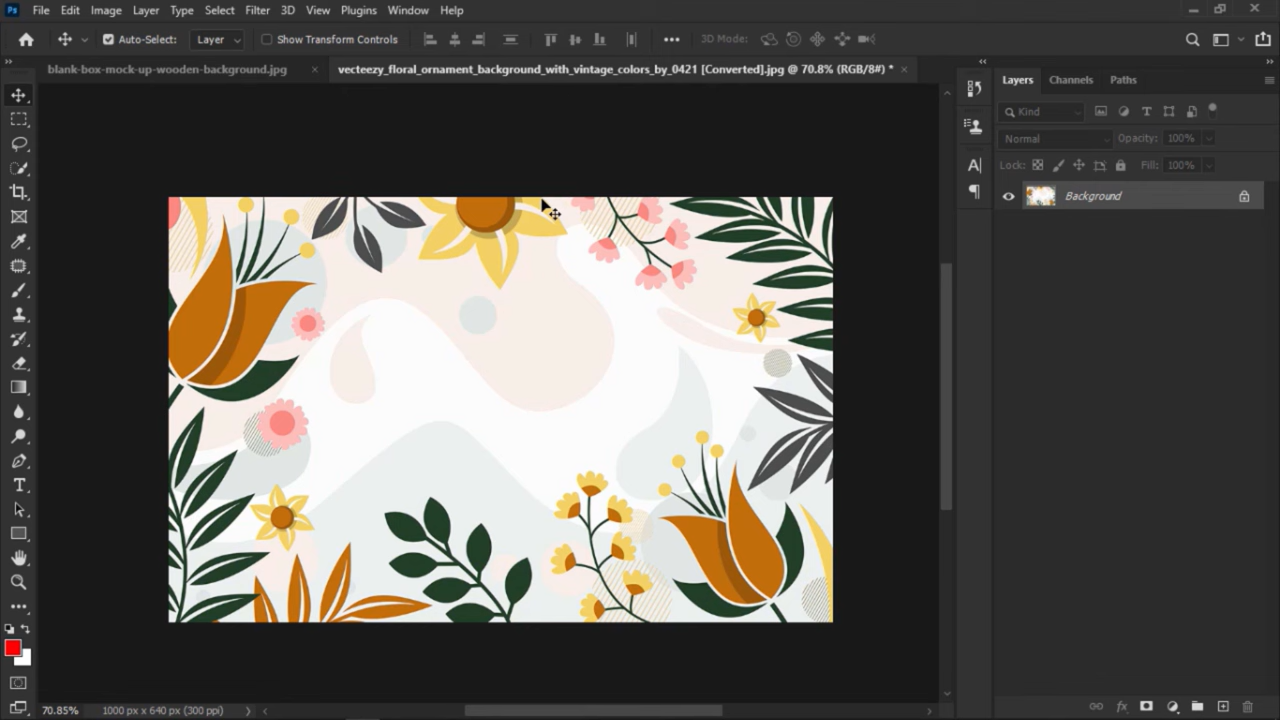 Ps File Edit Image Layer Type Select Filter 3D View Plugins Window Help
Auto-Select: Layer Show Transform Controls 3D Mode:
blank-box-mock-up-wooden-background.jpg
vecteezy_floral_ornament_background_with_vintage_colors_by_0421 [Converted].jpg @ 70.8% (RGB/8#) *
Layers Channels Paths
Kind
Normal Opacity: 100%
Lock: Fill: 100%
Background
70.85% 1000 px x 640 px (300 ppi)